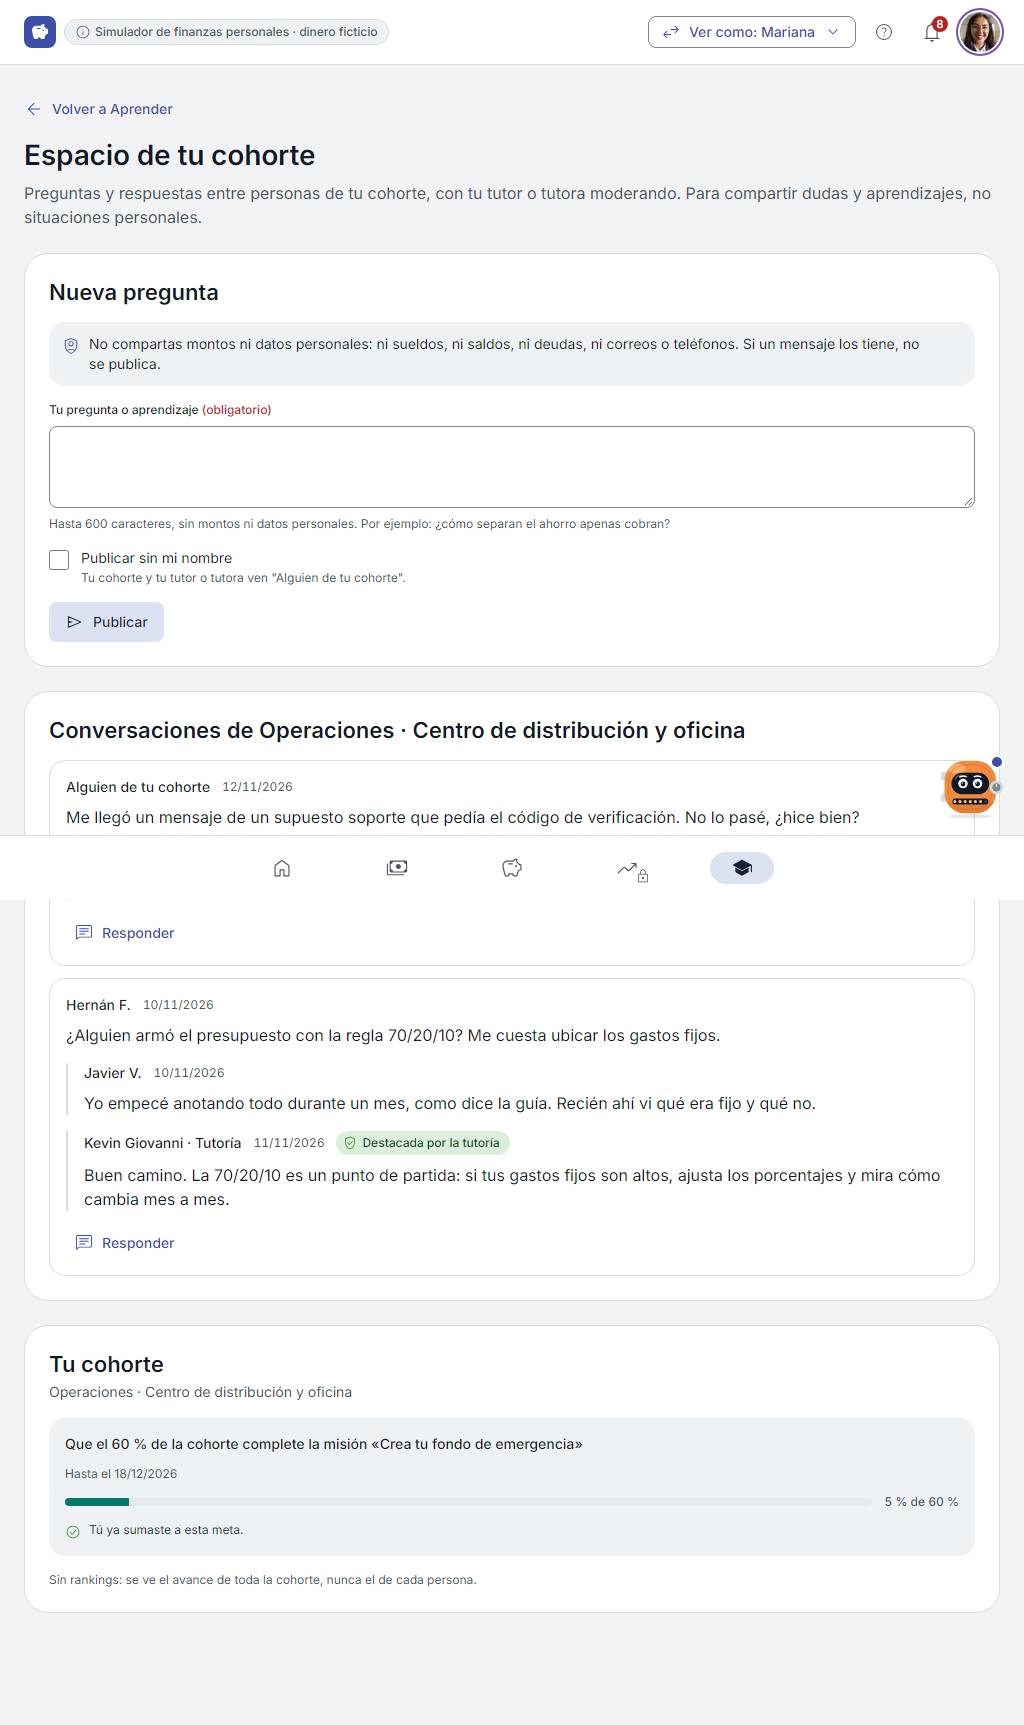 Simulador de finanzas personales · dinero ficticio
Ver como: Mariana
8
Volver a Aprender
Espacio de tu cohorte
Preguntas y respuestas entre personas de tu cohorte, con tu tutor o tutora moderando. Para compartir dudas y aprendizajes, no
situaciones personales.
Nueva pregunta
No compartas montos ni datos personales: ni sueldos, ni saldos, ni deudas, ni correos o teléfonos. Si un mensaje los tiene, no
se publica.
Tu pregunta o aprendizaje (obligatorio)
Hasta 600 caracteres, sin montos ni datos personales. Por ejemplo: ¿cómo separan el ahorro apenas cobran?
Publicar sin mi nombre
Tu cohorte y tu tutor o tutora ven "Alguien de tu cohorte".
Publicar
Conversaciones de Operaciones · Centro de distribución y oficina
Alguien de tu cohorte 12/11/2026
Me llegó un mensaje de un supuesto soporte que pedía el código de verificación. No lo pasé, ¿hice bien?
Responder
Hernán F. 10/11/2026
¿Alguien armó el presupuesto con la regla 70/20/10? Me cuesta ubicar los gastos fijos.
Javier V. 10/11/2026
Yo empecé anotando todo durante un mes, como dice la guía. Recién ahí vi qué era fijo y qué no.
Kevin Giovanni · Tutoría 11/11/2026 Destacada por la tutoría
Buen camino. La 70/20/10 es un punto de partida: si tus gastos fijos son altos, ajusta los porcentajes y mira cómo
cambia mes a mes.
Responder
Tu cohorte
Operaciones · Centro de distribución y oficina
Que el 60 % de la cohorte complete la misión «Crea tu fondo de emergencia»
Hasta el 18/12/2026
5 % de 60 %
Tú ya sumaste a esta meta.
Sin rankings: se ve el avance de toda la cohorte, nunca el de cada persona.